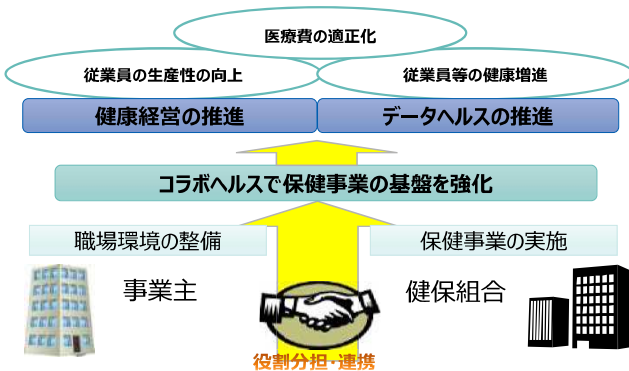 医療費の適正化
従業員の生産性の向上
従業員等の健康増進
健康経営の推進
データヘルスの推進
コラボヘルスで保健事業の基盤を強化
職場環境の整備
保健事業の実施
事業主
健保組合
役割分担・連携